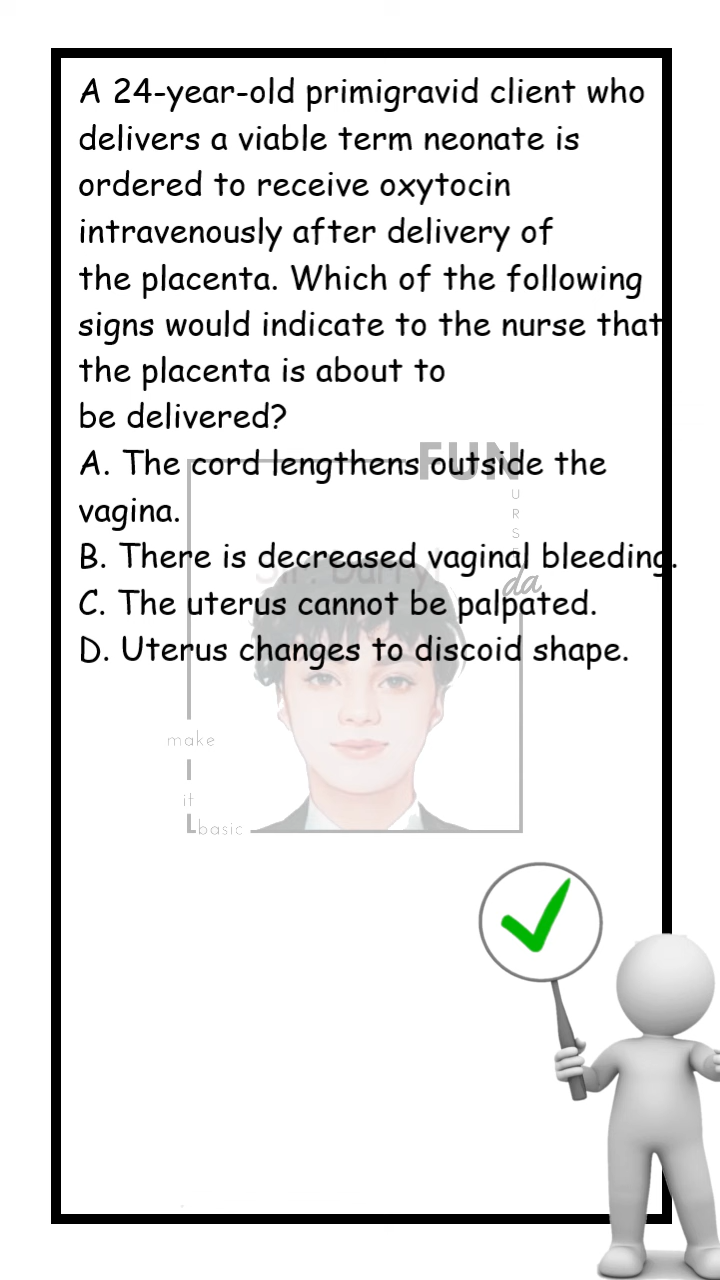 A 24-year-old primigravid client who
delivers a viable term neonate is
ordered to receive oxytocin
intravenously after delivery of
the placenta. Which of the following
signs would indicate to the nurse that
the placenta is about to
be delivered?
A. The cord lengthens outside the
vagina.
B. There is decreased vaginal bleeding.
C. The uterus cannot be palpated.
D. Uterus changes to discoid shape.
FUN
U
R
S
da
make
I
it
L basic